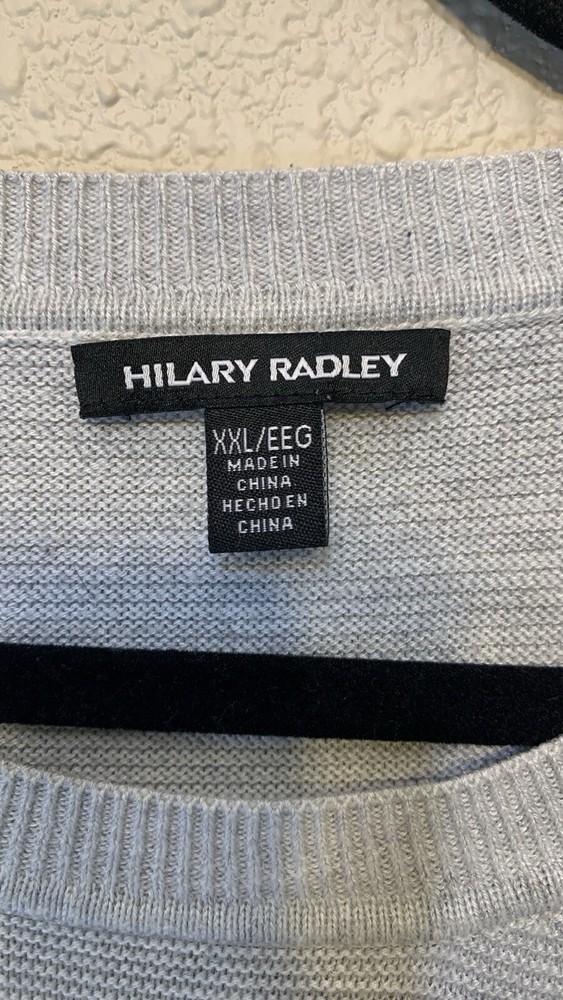 HILARY RADLEY
XXL/EEG
MADE IN
CHINA
HECHO EN
CHINA